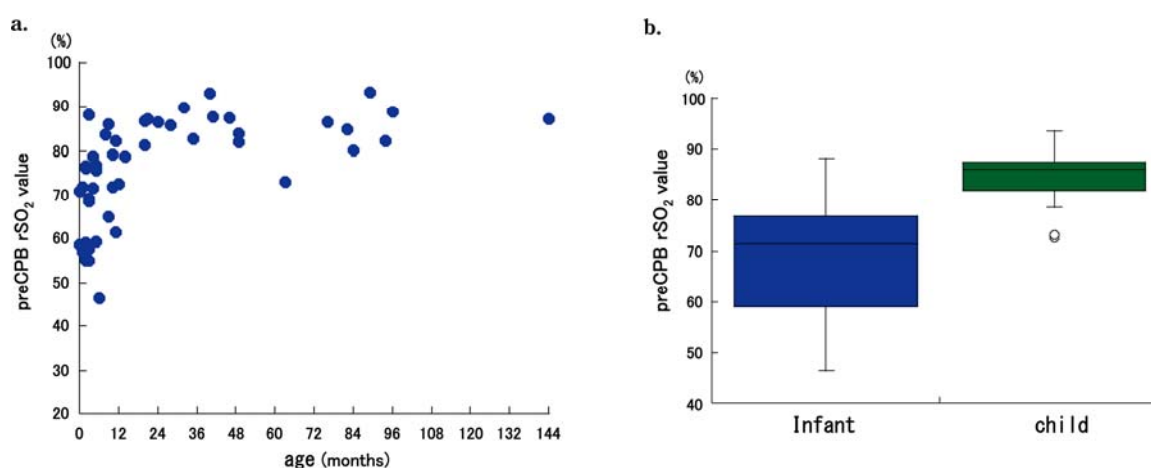 a.
(%)
100
90
80
70
60
50
40
30
20
preCPB rSO₂ value
0 12 24 36 48 60 72 84 96 108 120 132 144
age (months)
b.
(%)
100
90
80
70
60
50
40
preCPB rSO₂ value
Infant child